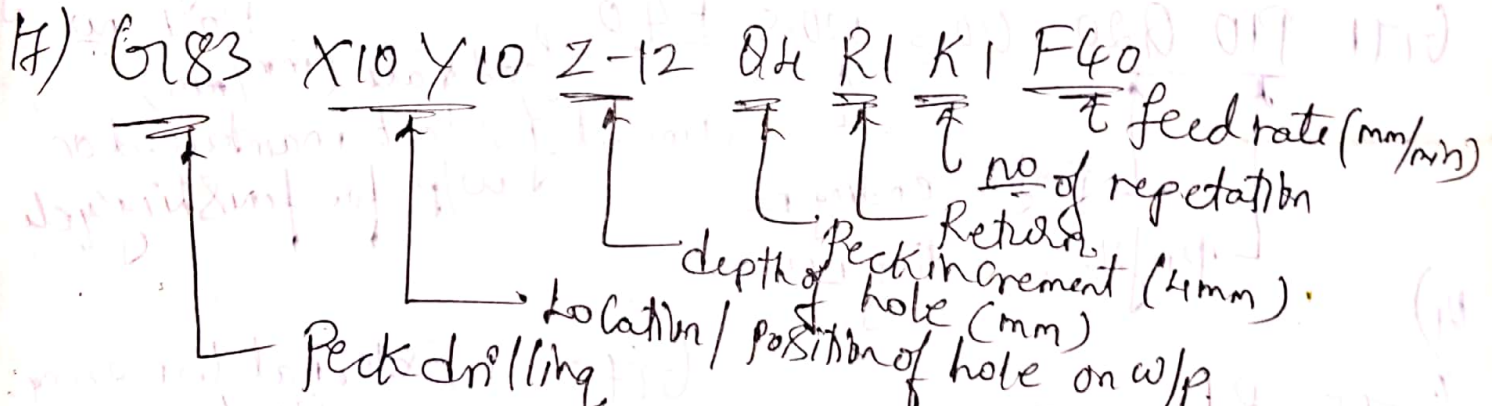 17) G83 X10 Y10 Z-12 Q4 R1 K1 F40
feed rate (mm/min)
no of repetation
Return
Peck increment (4mm).
depth of hole (mm)
Location / position of hole on w/p.
Peck drilling